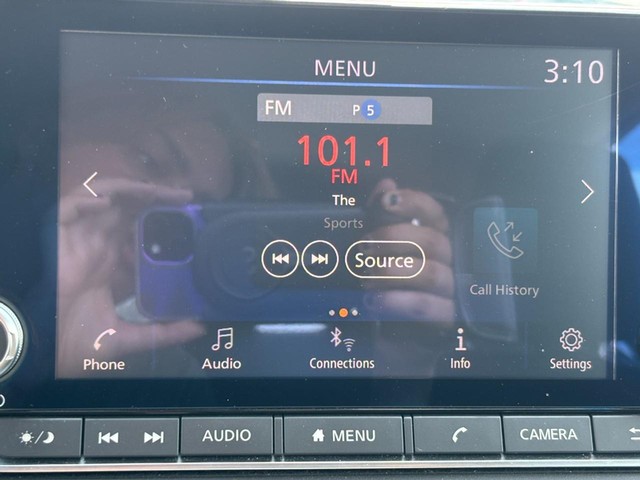 MENU 3:10
FM P 5
101.1
FM
The
Sports
Source
Call History
Phone Audio Connections Info Settings
AUDIO MENU CAMERA